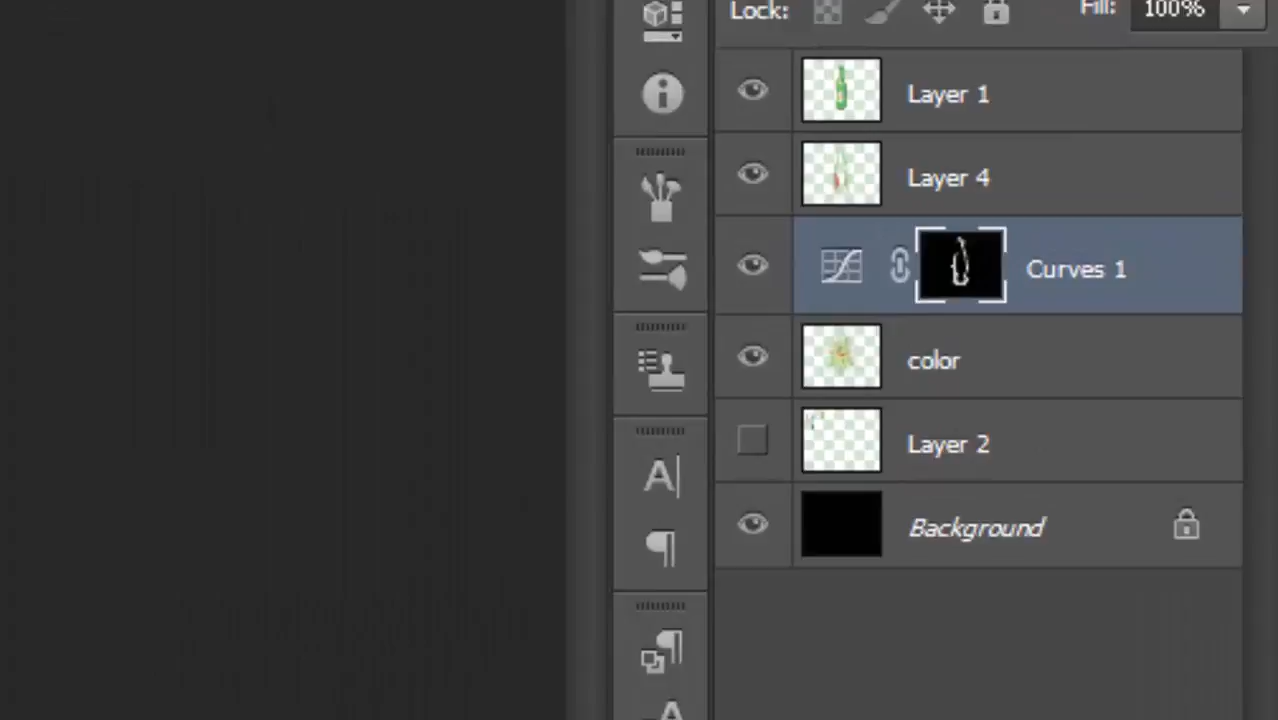 Lock:
Fill: 100%
Layer 1
Layer 4
Curves 1
color
Layer 2
Background